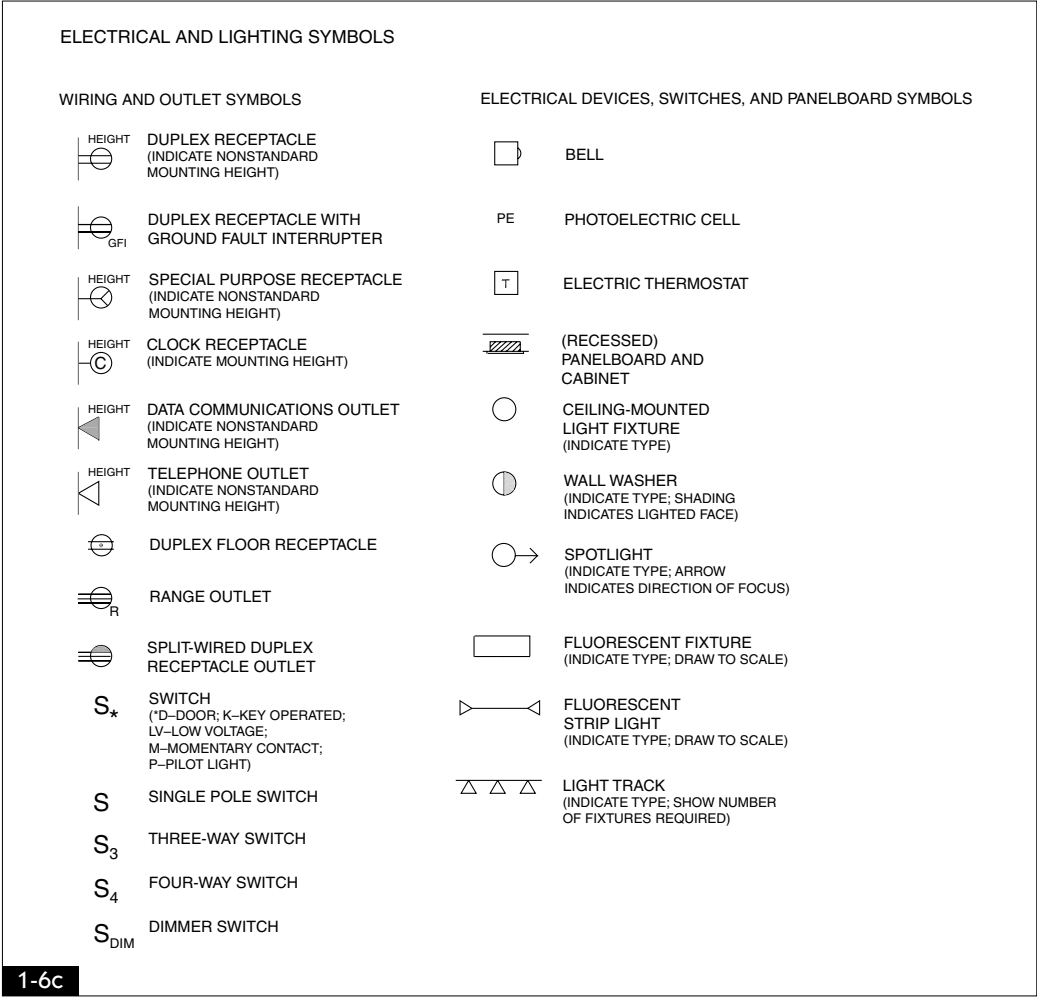 ELECTRICAL AND LIGHTING SYMBOLS
WIRING AND OUTLET SYMBOLS
HEIGHT DUPLEX RECEPTACLE
(INDICATE NONSTANDARD
MOUNTING HEIGHT)
DUPLEX RECEPTACLE WITH
GFI GROUND FAULT INTERRUPTER
HEIGHT SPECIAL PURPOSE RECEPTACLE
(INDICATE NONSTANDARD
MOUNTING HEIGHT)
HEIGHT CLOCK RECEPTACLE
C (INDICATE MOUNTING HEIGHT)
HEIGHT DATA COMMUNICATIONS OUTLET
(INDICATE NONSTANDARD
MOUNTING HEIGHT)
HEIGHT TELEPHONE OUTLET
(INDICATE NONSTANDARD
MOUNTING HEIGHT)
DUPLEX FLOOR RECEPTACLE
R RANGE OUTLET
SPLIT-WIRED DUPLEX
RECEPTACLE OUTLET
S* SWITCH
(*D–DOOR; K–KEY OPERATED;
LV–LOW VOLTAGE;
M–MOMENTARY CONTACT;
P–PILOT LIGHT)
S SINGLE POLE SWITCH
S3 THREE-WAY SWITCH
S4 FOUR-WAY SWITCH
SDIM DIMMER SWITCH
ELECTRICAL DEVICES, SWITCHES, AND PANELBOARD SYMBOLS
BELL
PE PHOTOELECTRIC CELL
T ELECTRIC THERMOSTAT
(RECESSED)
PANELBOARD AND
CABINET
CEILING-MOUNTED
LIGHT FIXTURE
(INDICATE TYPE)
WALL WASHER
(INDICATE TYPE; SHADING
INDICATES LIGHTED FACE)
SPOTLIGHT
(INDICATE TYPE; ARROW
INDICATES DIRECTION OF FOCUS)
FLUORESCENT FIXTURE
(INDICATE TYPE; DRAW TO SCALE)
FLUORESCENT
STRIP LIGHT
(INDICATE TYPE; DRAW TO SCALE)
LIGHT TRACK
(INDICATE TYPE; SHOW NUMBER
OF FIXTURES REQUIRED)
1-6c